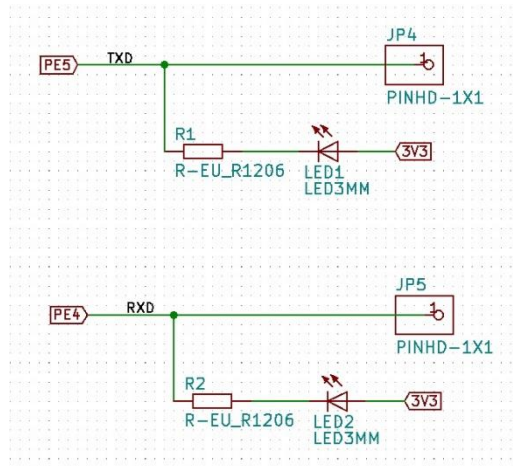 JP4
TXD
PE5
1
PINHD-1X1
R1
3V3
R-EU_R1206
LED1
LED3MM
JP5
RXD
PE4
1
PINHD-1X1
R2
3V3
R-EU_R1206
LED2
LED3MM